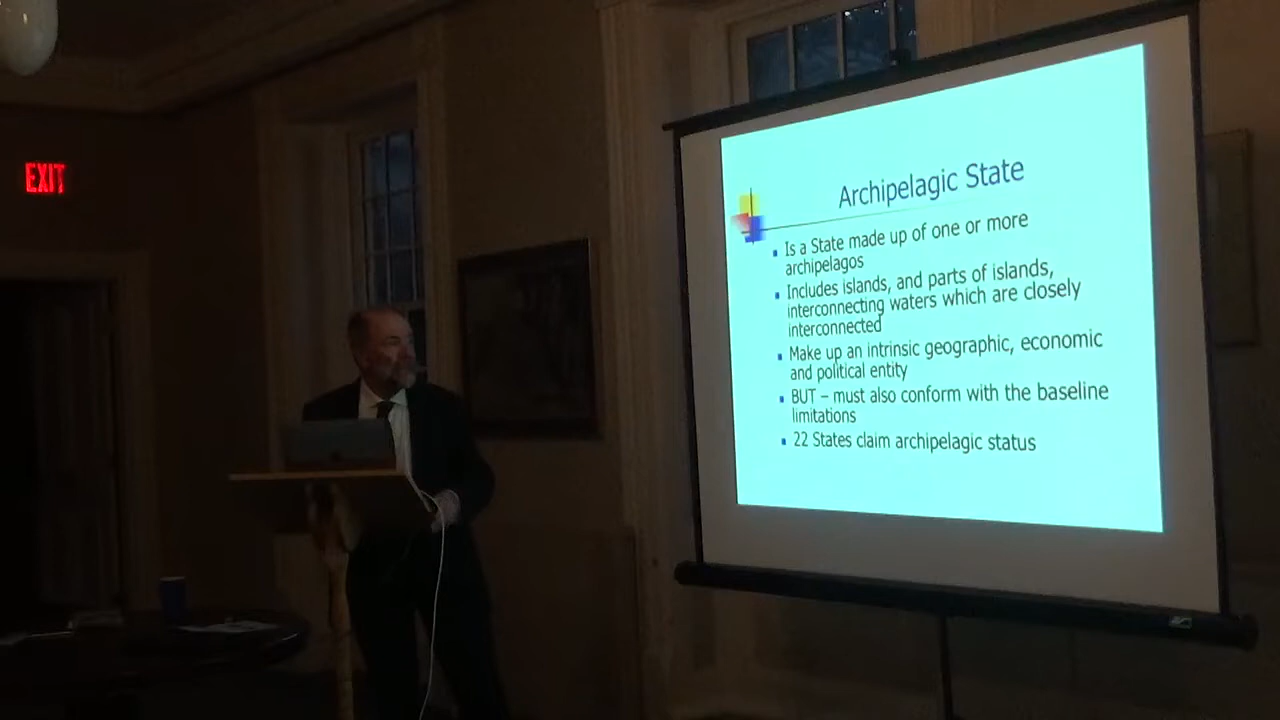 EXIT
Archipelagic State
Is a State made up of one or more
archipelagos
Includes islands, and parts of islands,
interconnecting waters which are closely
interconnected
Make up an intrinsic geographic, economic
and political entity
BUT – must also conform with the baseline
limitations
22 States claim archipelagic status